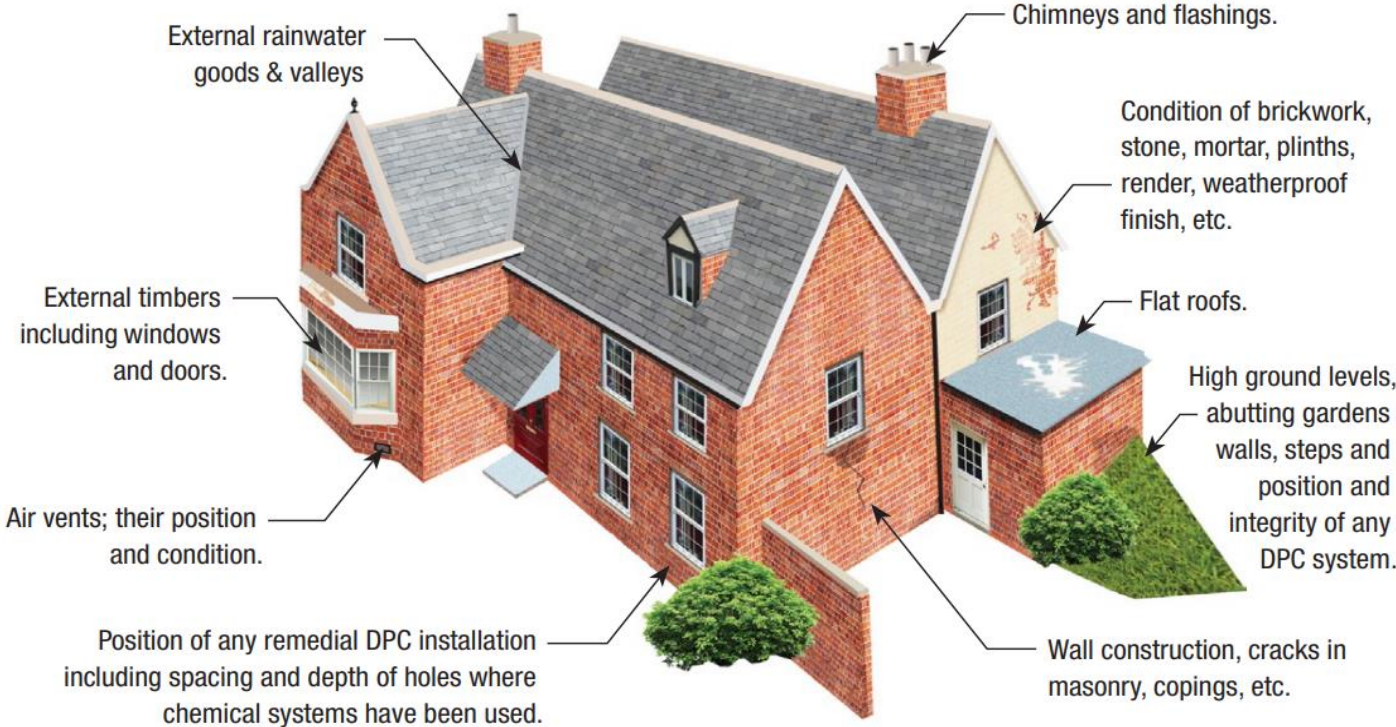 External rainwater
goods & valleys
Chimneys and flashings.
Condition of brickwork,
stone, mortar, plinths,
render, weatherproof
finish, etc.
External timbers
including windows
and doors.
Flat roofs.
High ground levels,
abutting gardens
walls, steps and
position and
integrity of any
DPC system.
Air vents; their position
and condition.
Position of any remedial DPC installation
including spacing and depth of holes where
chemical systems have been used.
Wall construction, cracks in
masonry, copings, etc.